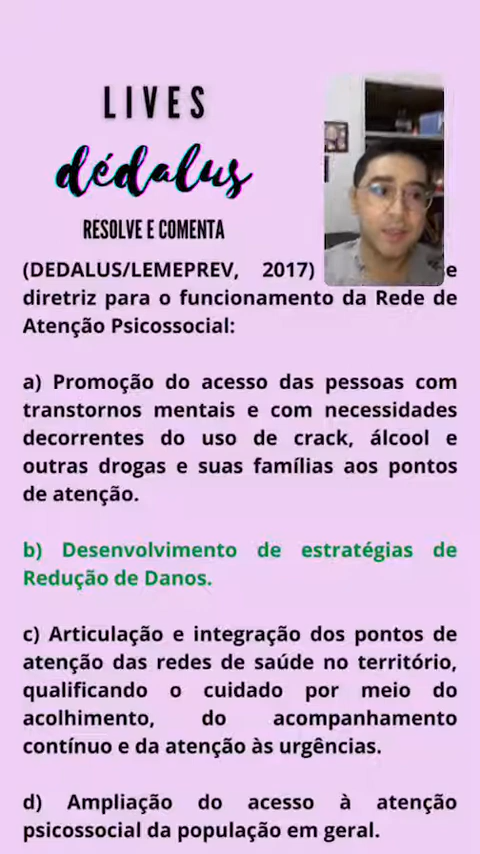 LIVES
dédalus
RESOLVE E COMENTA
(DEDALUS/LEMEPREV, 2017)
diretriz para o funcionamento da Rede de
Atenção Psicossocial:
a) Promoção do acesso das pessoas com
transtornos mentais e com necessidades
decorrentes do uso de crack, álcool e
outras drogas e suas famílias aos pontos
de atenção.
b) Desenvolvimento de estratégias de
Redução de Danos.
c) Articulação e integração dos pontos de
atenção das redes de saúde no território,
qualificando o cuidado por meio do
acolhimento, do acompanhamento
contínuo e da atenção às urgências.
d) Ampliação do acesso à atenção
psicossocial da população em geral.